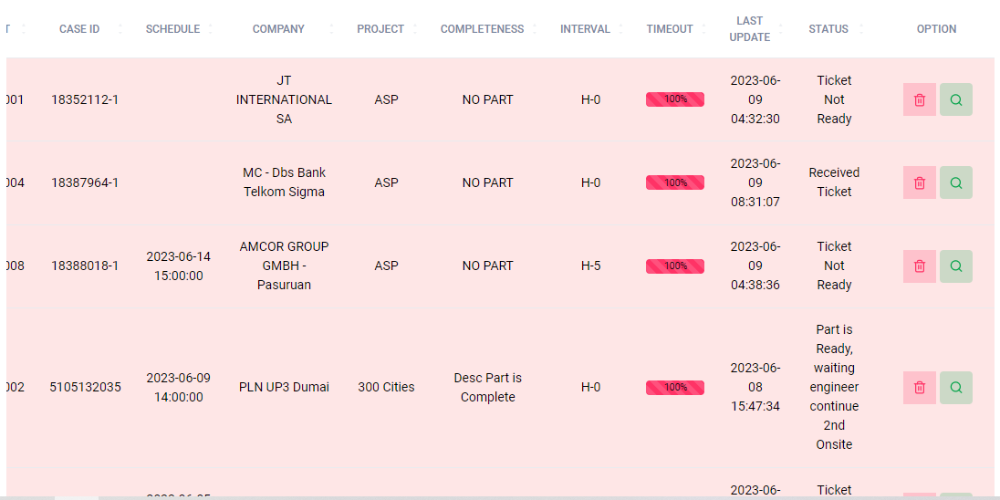 T CASE ID SCHEDULE COMPANY PROJECT COMPLETENESS INTERVAL TIMEOUT LAST UPDATE STATUS OPTION
001 18352112-1 JT INTERNATIONAL SA ASP NO PART H-0 100% 2023-06-09 04:32:30 Ticket Not Ready
004 18387964-1 MC - Dbs Bank Telkom Sigma ASP NO PART H-0 100% 2023-06-09 08:31:07 Received Ticket
008 18388018-1 2023-06-14 15:00:00 AMCOR GROUP GMBH - Pasuruan ASP NO PART H-5 100% 2023-06-09 04:38:36 Ticket Not Ready
002 5105132035 2023-06-09 14:00:00 PLN UP3 Dumai 300 Cities Desc Part is Complete H-0 100% 2023-06-08 15:47:34 Part is Ready, waiting engineer continue 2nd Onsite
2023-06- Ticket